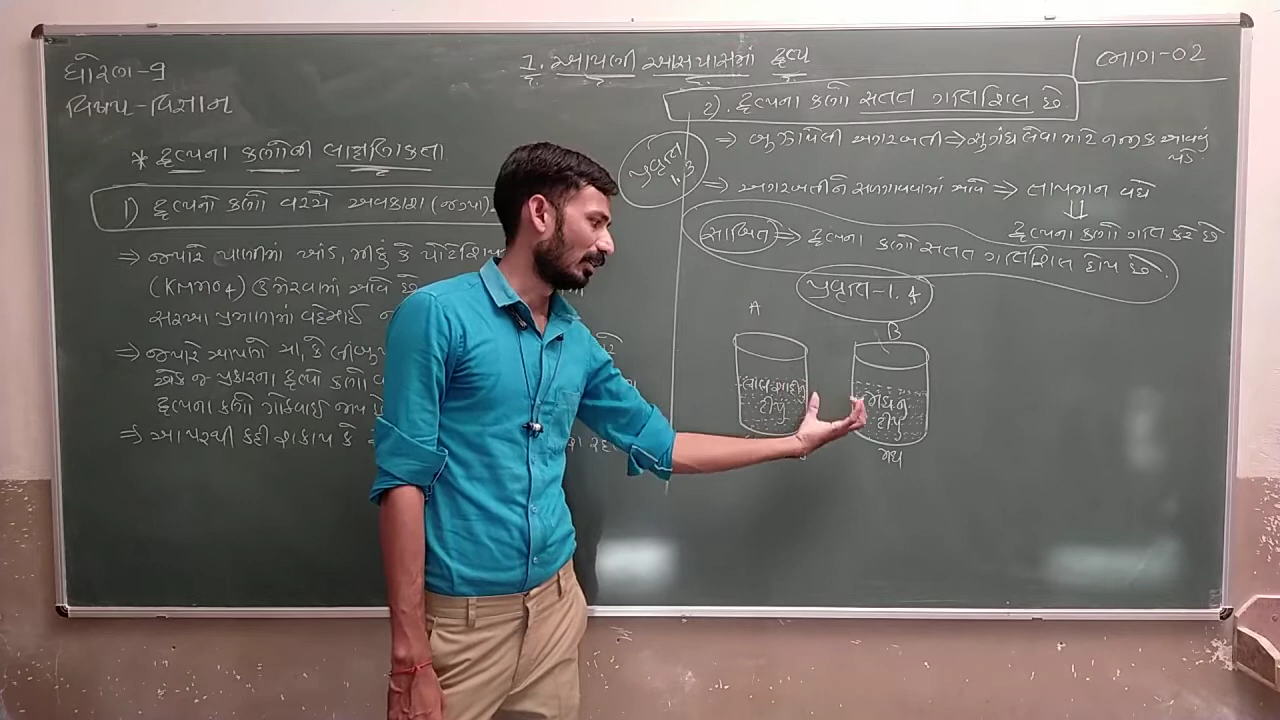 ધોરણ-9
વિષય-વિજ્ઞાન
1. આપણી આસપાસમાં દ્રવ્ય
ભાગ-02
* દ્રવ્યના કણોની લાક્ષણિકતા
1) દ્રવ્યનો કણો વચ્ચે અવકાશ (જગ્યા)
⇒ જ્યારે પાણીમાં ખાંડ, મીઠું કે પોટેશિય
(KMnO4) ઉમેરવામાં આવે છે
સરખા પ્રમાણમાં વહેંચાઈ
⇒ જ્યારે આપણે ચા, કે લીંબુ
એક જ પ્રકારના દ્રવ્યો કણો વ
દ્રવ્યના કણો ગોઠવાઈ જાય છે
⇒ આ પરથી કહી શકાય કે
2). દ્રવ્યના કણો સતત ગતિશિલ છે
પ્રવૃત્તિ 1.3
⇒ બુઝાયેલી અગરબત્તી ⇒ સુગંધ લેવા માટે નજીક આવવું પડે
⇒ અગરબત્તીને સળગાવવામાં આવે ⇒ તાપમાન વધે
⇓
દ્રવ્યના કણો ગતિ કરે છે
સાબિત ⇒ દ્રવ્યના કણો સતત ગતિશિલ હોય છે.
પ્રવૃત્તિ-1.4
A
B
ટીપું
મધનું
ટીપું
મધ